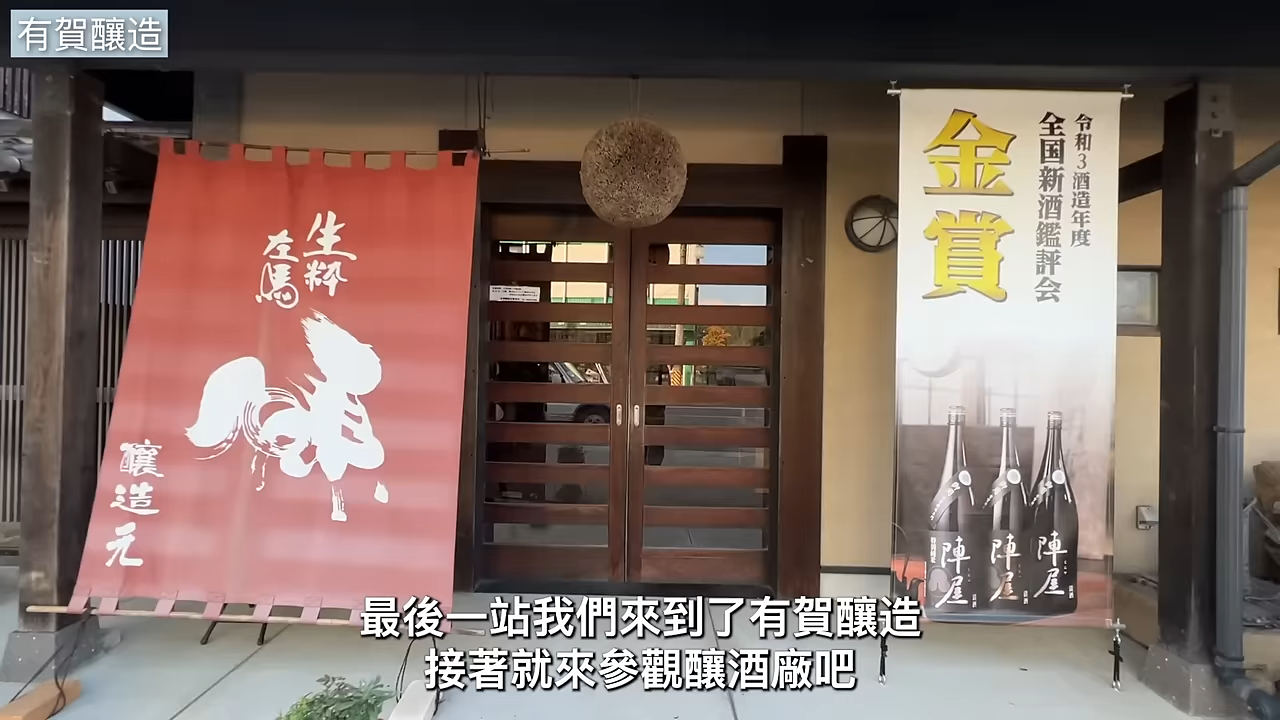 有賀醸造
生粋
左馬
醸造元
令和3酒造年度
全国新酒鑑評会
金賞
陣屋
陣屋
陣屋
最後一站我們來到了有賀釀造
接著就來參觀釀酒廠吧